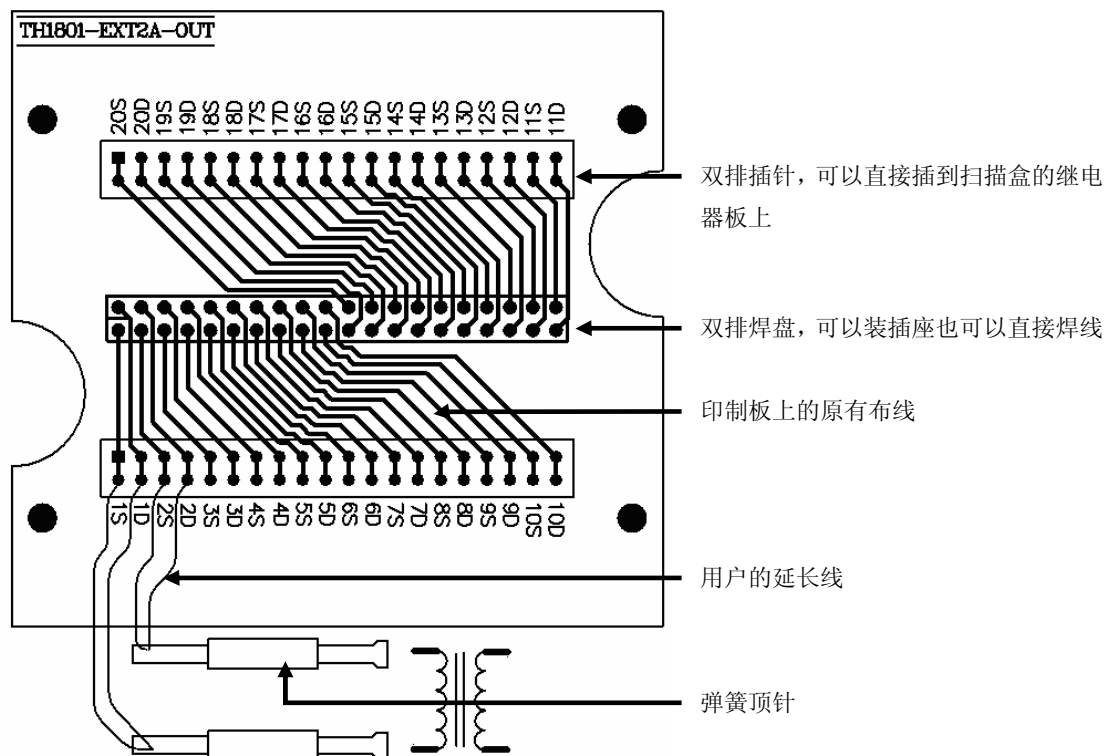 TH1801-EXT2A-OUT
20S 20D 19S 19D 18S 18D 17S 17D 16S 16D 15S 15D 14S 14D 13S 13D 12S 12D 11S 11D
双排插针，可以直接插到扫描盒的继电
器板上
双排焊盘，可以装插座也可以直接焊线
印制板上的原有布线
1S 1D 2S 2D 3S 3D 4S 4D 5S 5D 6S 6D 7S 7D 8S 8D 9S 9D 10S 10D
用户的延长线
弹簧顶针